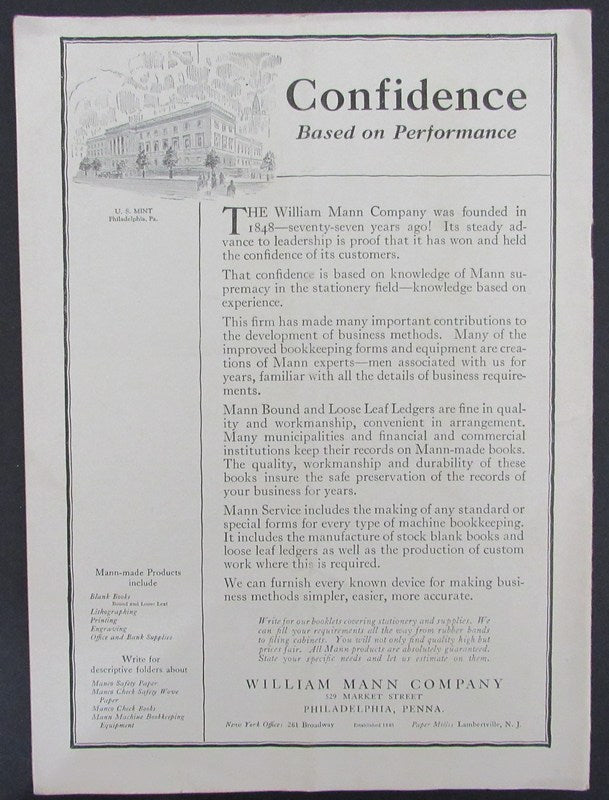 Confidence
Based on Performance
U. S. MINT
Philadelphia, Pa.
THE William Mann Company was founded in
1848—seventy-seven years ago! Its steady ad-
vance to leadership is proof that it has won and held
the confidence of its customers.
That confidence is based on knowledge of Mann su-
premacy in the stationery field—knowledge based on
experience.
This firm has made many important contributions to
the development of business methods. Many of the
improved bookkeeping forms and equipment are crea-
tions of Mann experts—men associated with us for
years, familiar with all the details of business require-
ments.
Mann Bound and Loose Leaf Ledgers are fine in qual-
ity and workmanship, convenient in arrangement.
Many municipalities and financial and commercial
institutions keep their records on Mann-made books.
The quality, workmanship and durability of these
books insure the safe preservation of the records of
your business for years.
Mann Service includes the making of any standard or
special forms for every type of machine bookkeeping.
It includes the manufacture of stock blank books and
loose leaf ledgers as well as the production of custom
work where this is required.
We can furnish every known device for making busi-
ness methods simpler, easier, more accurate.
Mann-made Products
include
Blank Books
Bound and Loose Leaf
Lithographing
Printing
Engraving
Office and Bank Supplies
Write for
descriptive folders about
Manco Safety Paper
Manco Check Safety Wove
Paper
Manco Check Books
Mann Machine Bookkeeping
Equipment
Write for our booklets covering stationery and supplies. We
can fill your requirements all the way from rubber bands
to filing cabinets. You will not only find quality high but
prices fair. All Mann products are absolutely guaranteed.
State your specific needs and let us estimate on them.
WILLIAM MANN COMPANY
529 MARKET STREET
PHILADELPHIA, PENNA.
New York Office: 261 Broadway Established 1848 Paper Mills: Lambertville, N. J.